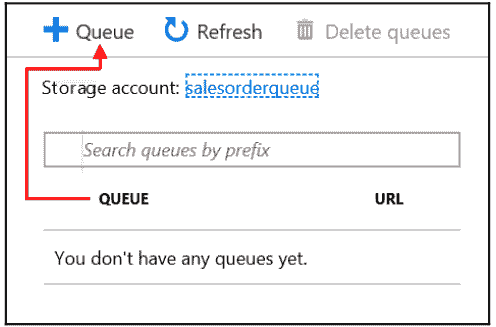 Queue Refresh Delete queues
Storage account: salesorderqueue
Search queues by prefix
QUEUE URL
You don't have any queues yet.